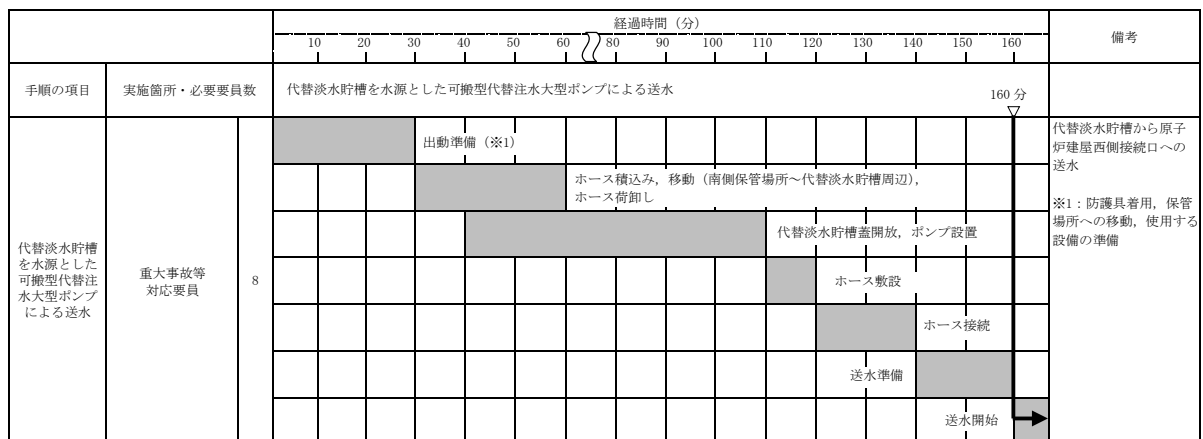 経過時間（分）
備考
10 20 30 40 50 60 80 90 100 110 120 130 140 150 160
手順の項目
実施箇所・必要要員数
代替淡水貯槽を水源とした可搬型代替注水大型ポンプによる送水
160 分
代替淡水貯槽
を水源とした
可搬型代替注
水大型ポンプ
による送水
重大事故等
対応要員
8
出動準備（※1）
ホース積込み，移動（南側保管場所～代替淡水貯槽周辺），
ホース荷卸し
代替淡水貯槽蓋開放，ポンプ設置
ホース敷設
ホース接続
送水準備
送水開始
代替淡水貯槽から原子
炉建屋西側接続口への
送水
※1：防護具着用，保管
場所への移動，使用する
設備の準備